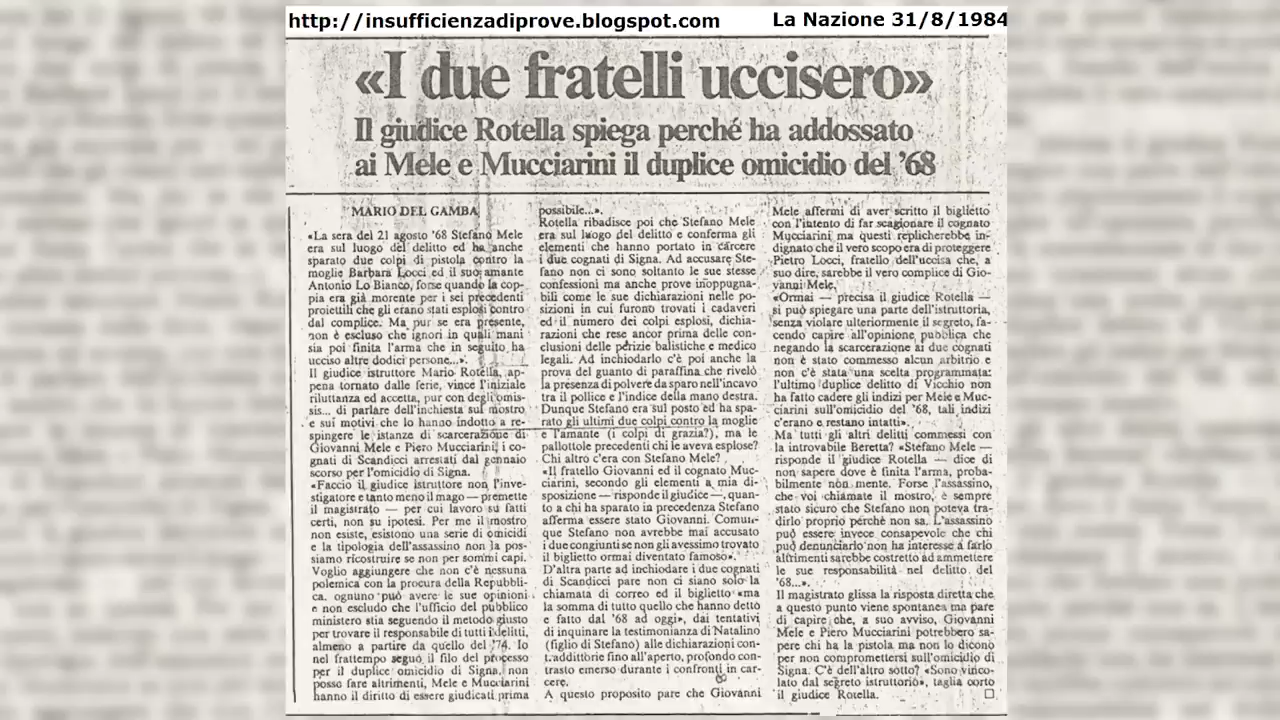 http://insufficienzadiprove.blogspot.com La Nazione 31/8/1984
«I due fratelli uccisero»
Il giudice Rotella spiega perché ha addossato
ai Mele e Mucciarini il duplice omicidio del '68
MARIO DEL GAMBA
«La sera del 21 agosto '68 Stefano Mele
era sul luogo del delitto ed ha anche
sparato due colpi di pistola contro la
moglie Barbara Locci ed il suo amante
Antonio Lo Bianco, forse quando la cop-
pia era già morente per i sei precedenti
proiettili che gli erano stati esplosi contro
dal complice. Ma pur se era presente,
non è escluso che ignori in quali mani
sia poi finita l'arma che in seguito ha
ucciso altre dodici persone...».
Il giudice istruttore Mario Rotella, ap-
pena tornato dalle ferie, vince l'iniziale
riluttanza ed accetta, pur con degli omis-
sis... di parlare dell'inchiesta sul mostro
e sui motivi che lo hanno indotto a re-
spingere le istanze di scarcerazione di
Giovanni Mele e Piero Mucciarini, i co-
gnati di Scandicci arrestati dal gennaio
scorso per l'omicidio di Signa.
«Faccio il giudice istruttore non l'inve-
stigatore e tanto meno il mago — premette
il magistrato — per cui lavoro su fatti
certi, non su ipotesi. Per me il mostro
non esiste, esistono una serie di omicidi
e la tipologia dell'assassino non la pos-
siamo ricostruire se non per sommi capi.
Voglio aggiungere che non c'è nessuna
polemica con la procura della Repubbli-
ca, ognuno può avere le sue opinioni
e non escludo che l'ufficio del pubblico
ministero stia seguendo il metodo giusto
per trovare il responsabile di tutti i delitti,
almeno a partire da quello del '74. Io
nel frattempo seguo il filo del processo
per il duplice omicidio di Signa, non
posso fare altrimenti, Mele e Mucciarini
hanno il diritto di essere giudicati prima
possibile...».
Rotella ribadisce poi che Stefano Mele
era sul luogo del delitto e conferma gli
elementi che hanno portato in carcere
i due cognati di Signa. Ad accusare Ste-
fano non ci sono soltanto le sue stesse
confessioni ma anche prove inoppugna-
bili come le sue dichiarazioni nelle po-
sizioni in cui furono trovati i cadaveri
ed il numero dei colpi esplosi, dichia-
razioni che rese ancor prima delle con-
clusioni delle perizie balistiche e medico
legali. Ad inchiodarlo c'è poi anche la
prova del guanto di paraffina che rivelò
la presenza di polvere da sparo nell'incavo
tra il pollice e l'indice della mano destra.
Dunque Stefano era sul posto ed ha spa-
rato gli ultimi due colpi contro la moglie
e l'amante (i colpi di grazia?), ma le
pallottole precedenti chi le aveva esplose?
Chi altro c'era con Stefano Mele?
«Il fratello Giovanni ed il cognato Muc-
ciarini, secondo gli elementi a mia di-
sposizione — risponde il giudice —, quan-
to a chi ha sparato in precedenza Stefano
afferma essere stato Giovanni. Comun-
que Stefano non avrebbe mai accusato
i due congiunti se non gli avessimo trovato
il biglietto ormai diventato famoso».
D'altra parte ad inchiodare i due cognati
di Scandicci pare non ci siano solo la
chiamata di correo ed il biglietto «ma
la somma di tutto quello che hanno detto
e fatto dal '68 ad oggi», dai tentativi
di inquinare la testimonianza di Natalino
(figlio di Stefano) alle dichiarazioni con-
traddittorie fino all'aperto, profondo con-
trasto emerso durante i confronti in car-
cere.
A questo proposito pare che Giovanni
Mele affermi di aver scritto il biglietto
con l'intento di far scagionare il cognato
Mucciarini ma questi replicherebbe in-
dignato che il vero scopo era di proteggere
Pietro Locci, fratello dell'uccisa che, a
suo dire, sarebbe il vero complice di Gio-
vanni Mele.
«Ormai — precisa il giudice Rotella —
si può spiegare una parte dell'istruttoria,
senza violare ulteriormente il segreto, fa-
cendo capire all'opinione pubblica che
negando la scarcerazione ai due cognati
non è stato commesso alcun arbitrio e
non c'è stata una scelta programmata:
l'ultimo duplice delitto di Vicchio non
ha fatto cadere gli indizi per Mele e Muc-
ciarini sull'omicidio del '68, tali indizi
c'erano e restano intatti».
Ma tutti gli altri delitti commessi con
la introvabile Beretta? «Stefano Mele —
risponde il giudice Rotella — dice di
non sapere dove è finita l'arma, proba-
bilmente non mente. Forse l'assassino,
che voi chiamate il mostro, è sempre
stato sicuro che Stefano non poteva tra-
dirlo proprio perchè non sa. L'assassino
può essere invece consapevole che chi
può denunciarlo non ha interesse a farlo
altrimenti sarebbe costretto ad ammettere
le sue responsabilità nel delitto del
'68...».
Il magistrato glissa la risposta diretta che
a questo punto viene spontanea ma pare
di capire che, a suo avviso, Giovanni
Mele e Piero Mucciarini potrebbero sa-
pere chi ha la pistola ma non lo dicono
per non compromettersi sull'omicidio di
Signa. C'è dell'altro sotto? «Sono vinco-
lato dal segreto istruttorio», taglia corto
il giudice Rotella.